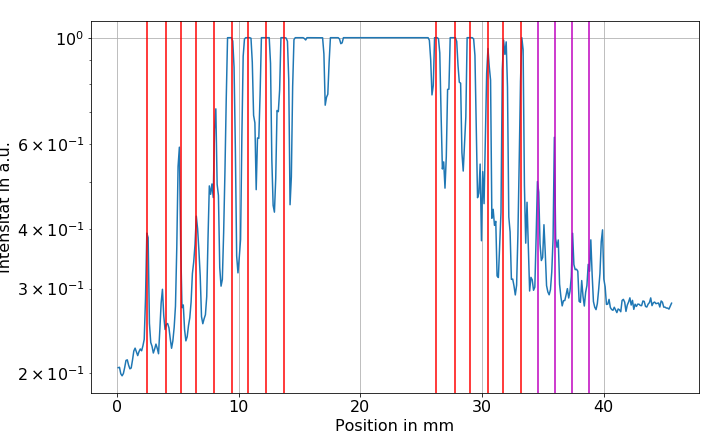 10⁰
6 × 10⁻¹
4 × 10⁻¹
3 × 10⁻¹
2 × 10⁻¹
Intensität in a.u.
0 10 20 30 40
Position in mm